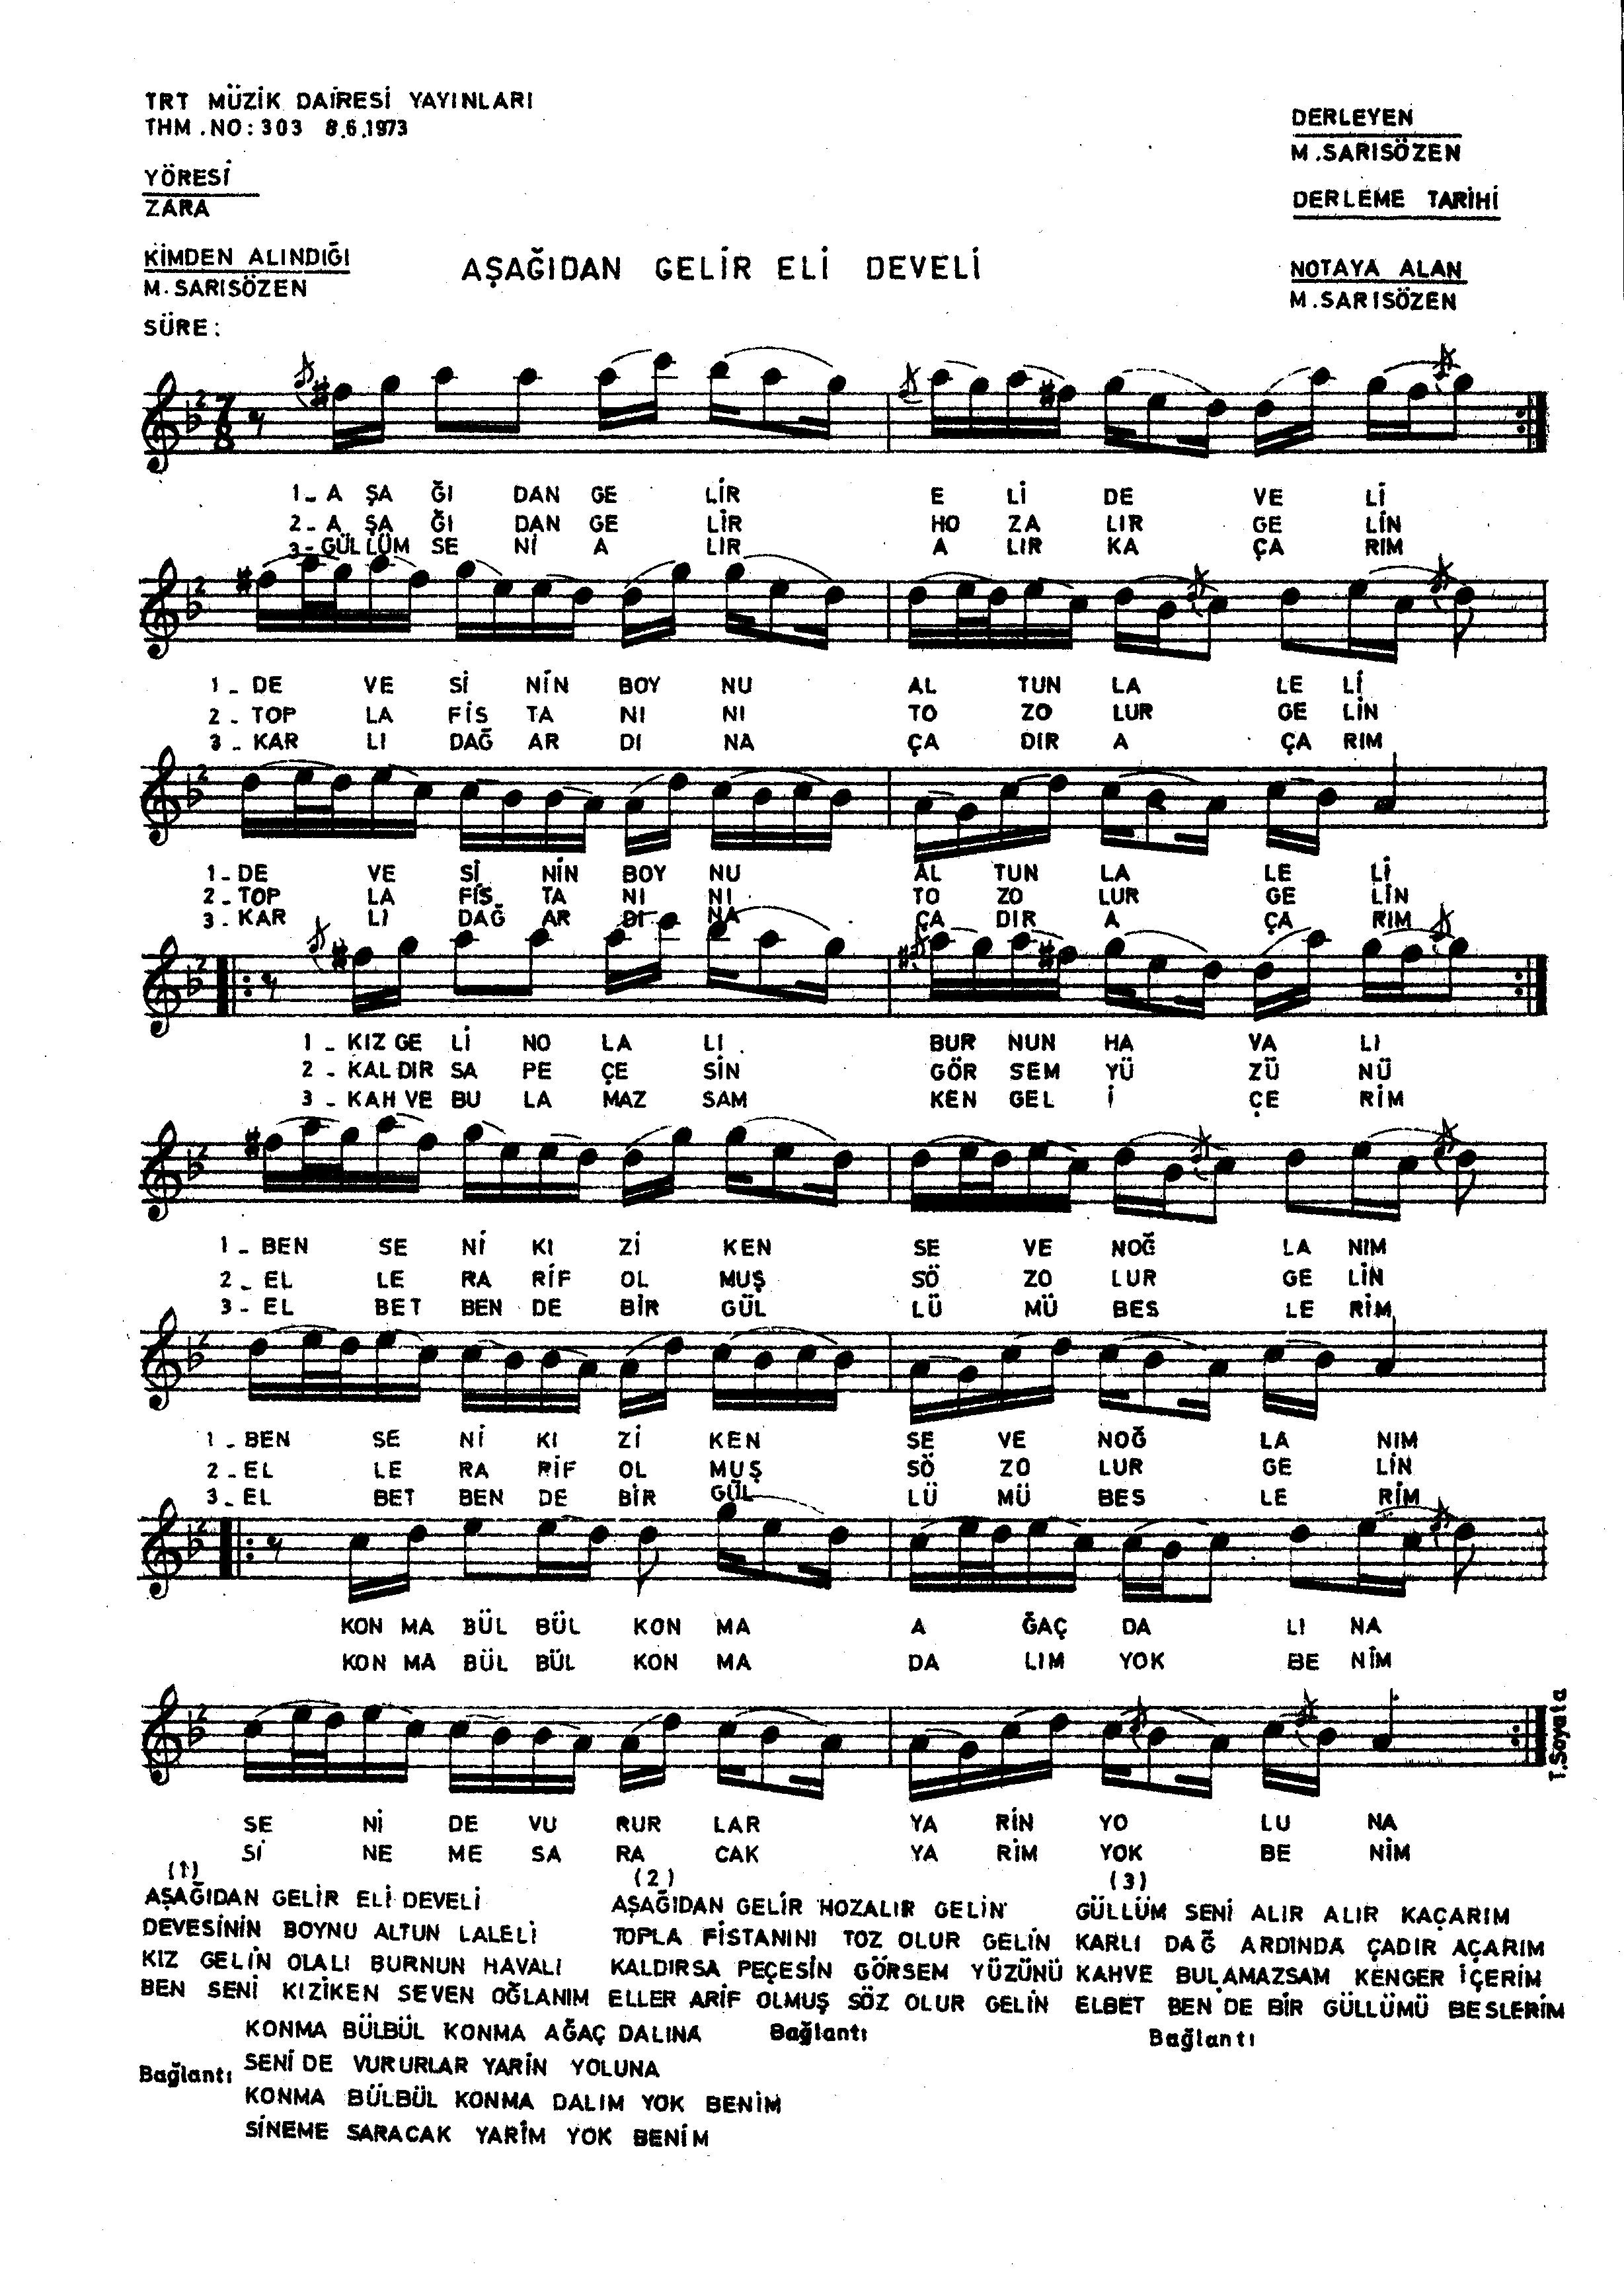 TRT MÜZİK DAİRESİ YAYINLARI
THM.NO:303 8.6.1973
YÖRESİ
ZARA
KİMDEN ALINDIĞI
M.SARISÖZEN
SÜRE:
AŞAĞIDAN GELİR ELİ DEVELİ
DERLEYEN
M.SARISÖZEN
DERLEME TARİHİ
NOTAYA ALAN
M.SARISÖZEN
7
8
1- A ŞA ĞI DAN GE LİR E Lİ DE VE Lİ
2- A ŞA ĞI DAN GE LİR HO ZA LIR GE LİN
3- GÜL LÜM SE Nİ A LIR A LIR KA ÇA RIM
1- DE VE Sİ NİN BOY NU AL TUN LA LE Lİ
2- TOP LA FİS TA NI NI TO ZO LUR GE LİN
3- KAR LI DAĞ AR DI NA ÇA DIR A ÇA RIM
1- DE VE Sİ NİN BOY NU AL TUN LA LE Lİ
2- TOP LA FİS TA NI NI TO ZO LUR GE LİN
3- KAR LI DAĞ AR DI NA ÇA DIR A ÇA RIM
1- KIZ GE Lİ NO LA LI BUR NUN HA VA LI
2- KAL DIR SA PE ÇE SİN GÖR SEM YÜ ZÜ NÜ
3- KAH VE BU LA MAZ SAM KEN GEL İ ÇE RİM
1- BEN SE Nİ KI Zİ KEN SE VE NOĞ LA NIM
2- EL LE RA RİF OL MUŞ SÖ ZO LUR GE LİN
3- EL BET BEN DE BİR GÜL LÜ MÜ BES LE RİM
1- BEN SE Nİ KI Zİ KEN SE VE NOĞ LA NIM
2- EL LE RA RİF OL MUŞ SÖ ZO LUR GE LİN
3- EL BET BEN DE BİR GÜL LÜ MÜ BES LE RİM
KON MA BÜL BÜL KON MA A ĞAÇ DA LI NA
KON MA BÜL BÜL KON MA DA LIM YOK BE NİM
T.Soyata
SE Nİ DE VU RUR LAR YA RİN YO LU NA
Sİ NE ME SA RA CAK YA RİM YOK BE NİM
(1)
AŞAĞIDAN GELİR ELİ DEVELİ
DEVESİNİN BOYNU ALTUN LALELİ
KIZ GELİN OLALI BURNUN HAVALI
BEN SENİ KIZİKEN SEVEN OĞLANIM
(2)
AŞAĞIDAN GELİR HOZALIR GELİN
TOPLA FİSTANINI TOZ OLUR GELİN
KALDIRSA PEÇESİN GÖRSEM YÜZÜNÜ
ELLER ARİF OLMUŞ SÖZ OLUR GELİN
Bağlantı
(3)
GÜLLÜM SENİ ALIR ALIR KAÇARIM
KARLI DAĞ ARDINDA ÇADIR AÇARIM
KAHVE BULAMAZSAM KENGER İÇERİM
ELBET BEN DE BİR GÜLLÜMÜ BESLERİM
Bağlantı
Bağlantı
KONMA BÜLBÜL KONMA AĞAÇ DALINA
SENİ DE VURURLAR YARİN YOLUNA
KONMA BÜLBÜL KONMA DALIM YOK BENİM
SİNEME SARACAK YARİM YOK BENİM